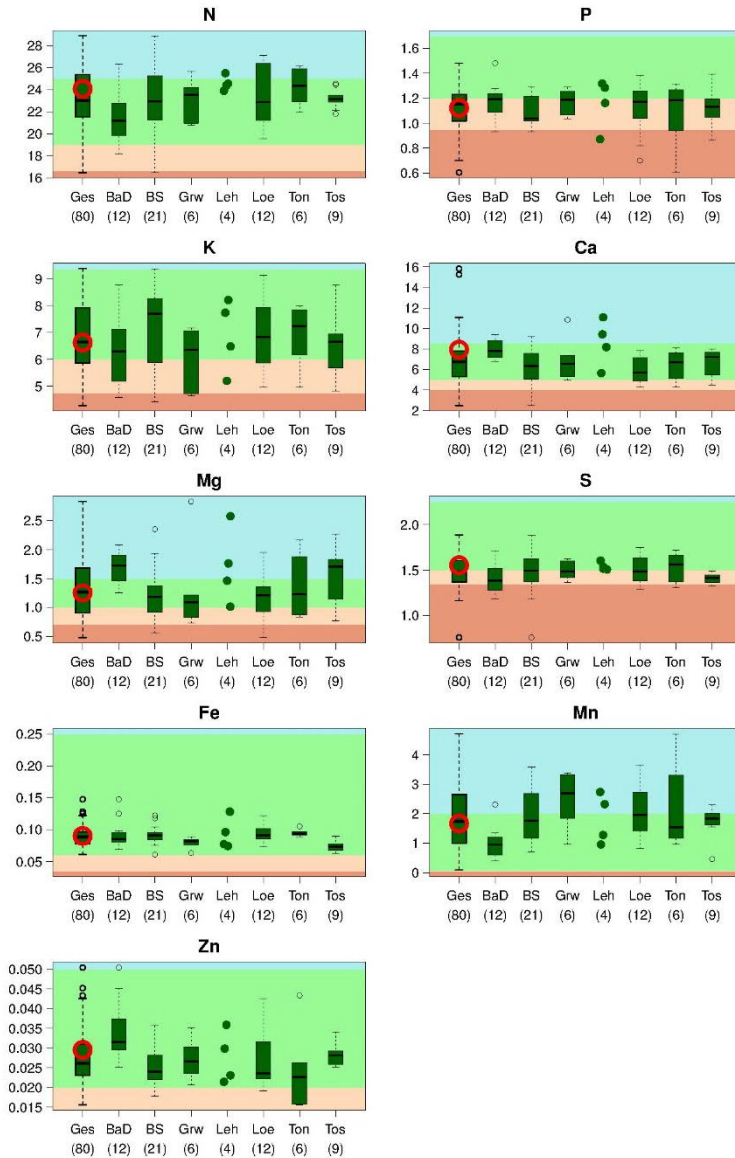 N
28
26
24
22
20
18
16
Ges BaD BS Grw Leh Loe Ton Tos
(80) (12) (21) (6) (4) (12) (6) (9)
P
1.6
1.4
1.2
1.0
0.8
0.6
Ges BaD BS Grw Leh Loe Ton Tos
(80) (12) (21) (6) (4) (12) (6) (9)
K
9
8
7
6
5
Ges BaD BS Grw Leh Loe Ton Tos
(80) (12) (21) (6) (4) (12) (6) (9)
Ca
16
14
12
10
8
6
4
2
Ges BaD BS Grw Leh Loe Ton Tos
(80) (12) (21) (6) (4) (12) (6) (9)
Mg
2.5
2.0
1.5
1.0
0.5
Ges BaD BS Grw Leh Loe Ton Tos
(80) (12) (21) (6) (4) (12) (6) (9)
S
2.0
1.5
1.0
Ges BaD BS Grw Leh Loe Ton Tos
(80) (12) (21) (6) (4) (12) (6) (9)
Fe
0.25
0.20
0.15
0.10
0.05
Ges BaD BS Grw Leh Loe Ton Tos
(80) (12) (21) (6) (4) (12) (6) (9)
Mn
4
3
2
1
0
Ges BaD BS Grw Leh Loe Ton Tos
(80) (12) (21) (6) (4) (12) (6) (9)
Zn
0.050
0.045
0.040
0.035
0.030
0.025
0.020
0.015
Ges BaD BS Grw Leh Loe Ton Tos
(80) (12) (21) (6) (4) (12) (6) (9)